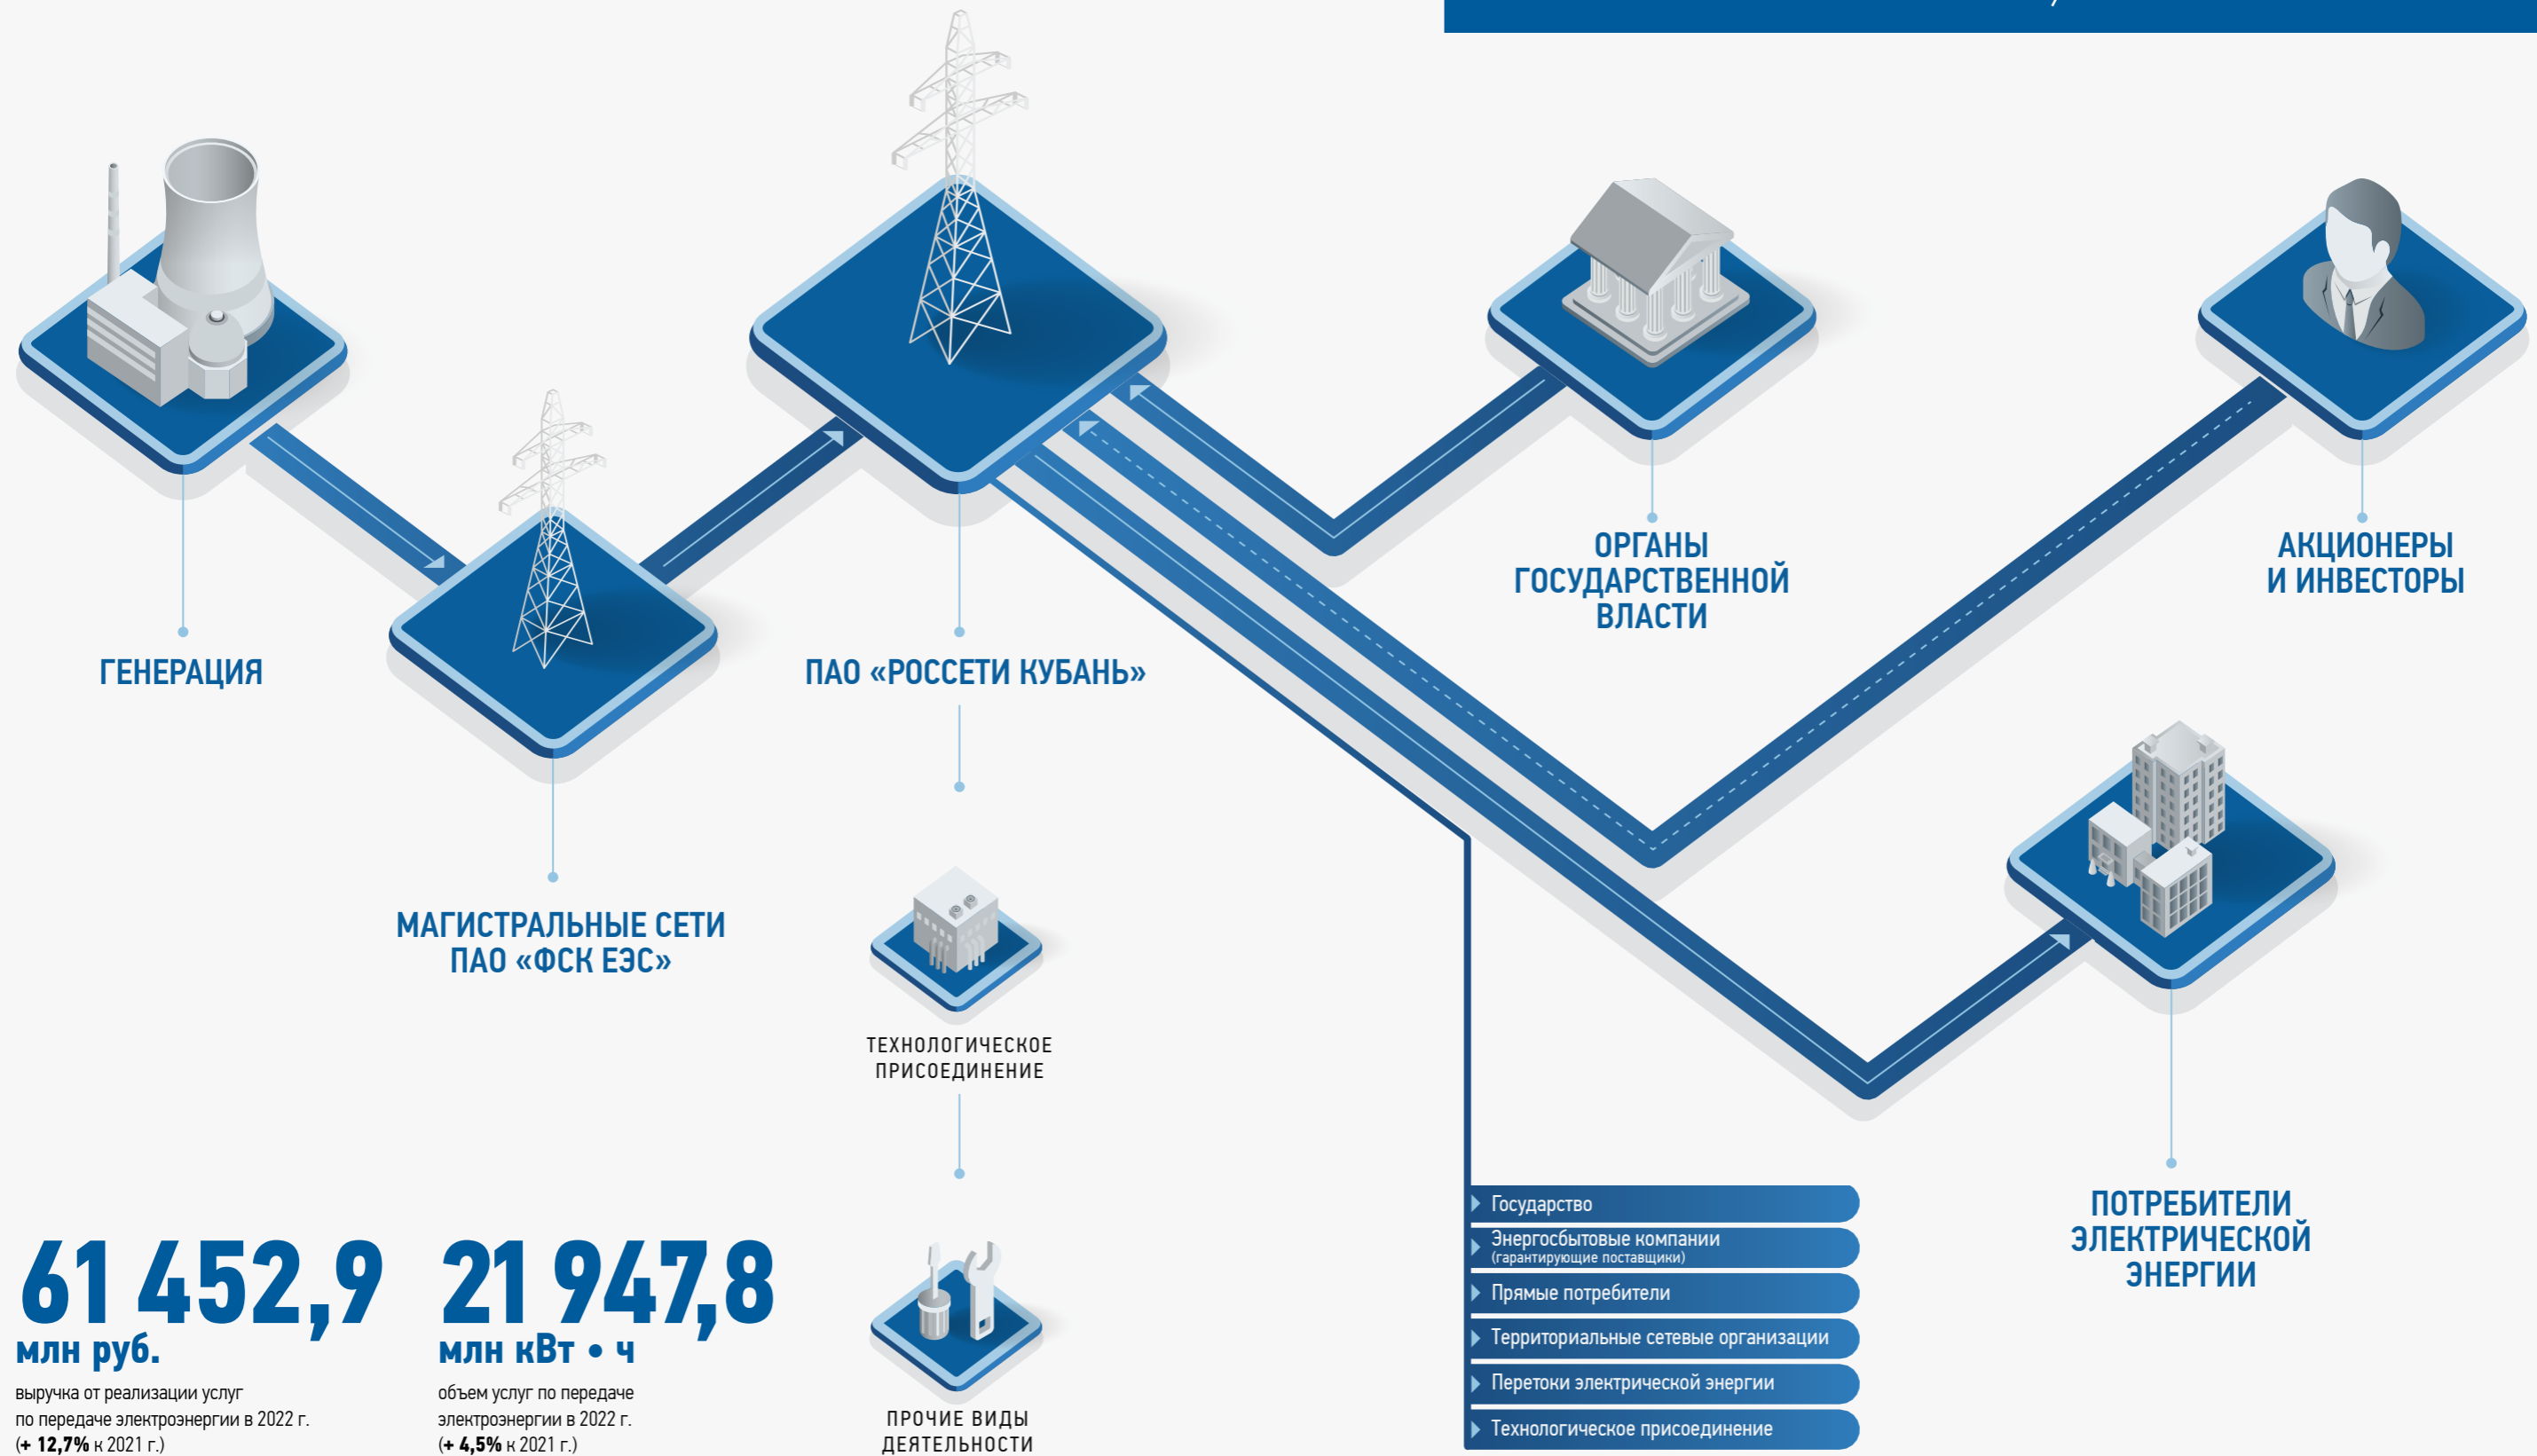 ГЕНЕРАЦИЯ
МАГИСТРАЛЬНЫЕ СЕТИ
ПАО «ФСК ЕЭС»
ПАО «РОССЕТИ КУБАНЬ»
ОРГАНЫ
ГОСУДАРСТВЕННОЙ
ВЛАСТИ
АКЦИОНЕРЫ
И ИНВЕСТОРЫ
ТЕХНОЛОГИЧЕСКОЕ
ПРИСОЕДИНЕНИЕ
ПРОЧИЕ ВИДЫ
ДЕЯТЕЛЬНОСТИ
ПОТРЕБИТЕЛИ
ЭЛЕКТРИЧЕСКОЙ
ЭНЕРГИИ
61 452,9
млн руб.
выручка от реализации услуг
по передаче электроэнергии в 2022 г.
(+ 12,7% к 2021 г.)
21 947,8
млн кВт • ч
объем услуг по передаче
электроэнергии в 2022 г.
(+ 4,5% к 2021 г.)
Государство
Энергосбытовые компании
(гарантирующие поставщики)
Прямые потребители
Территориальные сетевые организации
Перетоки электрической энергии
Технологическое присоединение